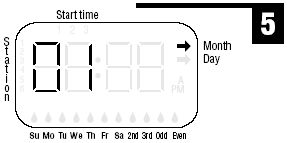 Start time
5
Station
1 2 3
01
Month
Day
A
PM
Su Mo Tu We Th Fr Sa 2nd 3rd Odd Even